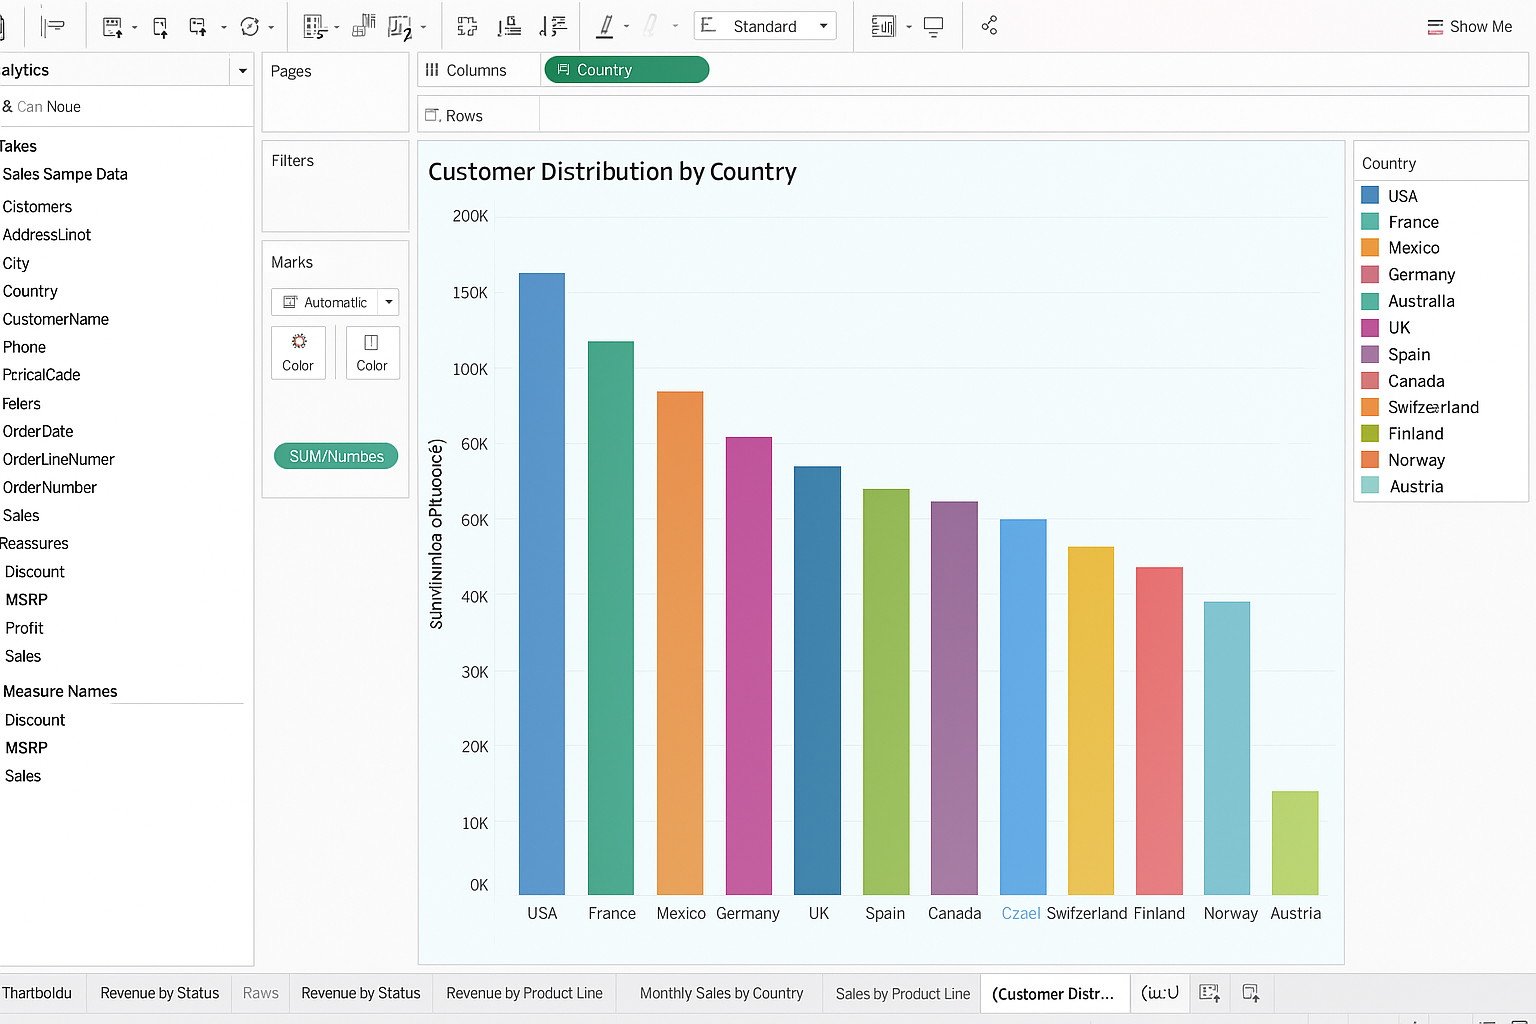 Standard
Show Me
alytics
& Can Noue
Takes
Sales Sampe Data
Cistomers
AddressLinot
City
Country
CustomerName
Phone
PcricalCade
Felers
OrderDate
OrderLineNumer
OrderNumber
Sales
Reassures
Discount
MSRP
Profit
Sales
Measure Names
Discount
MSRP
Sales
Pages
Filters
Marks
Automatlic
Color
Color
SUM/Numbes
Columns
Country
Rows
Customer Distribution by Country
200K
150K
100K
60K
60K
40K
30K
20K
10K
0K
USA France Mexico Germany UK Spain Canada Czael Swifzerland Finland Norway Austria
Country
USA
France
Mexico
Germany
Australla
UK
Spain
Canada
Finland
Norway
Austria
Thartboldu
Revenue by Status
Raws
Revenue by Status
Revenue by Product Line
Monthly Sales by Country
Sales by Product Line
(Customer Distr...